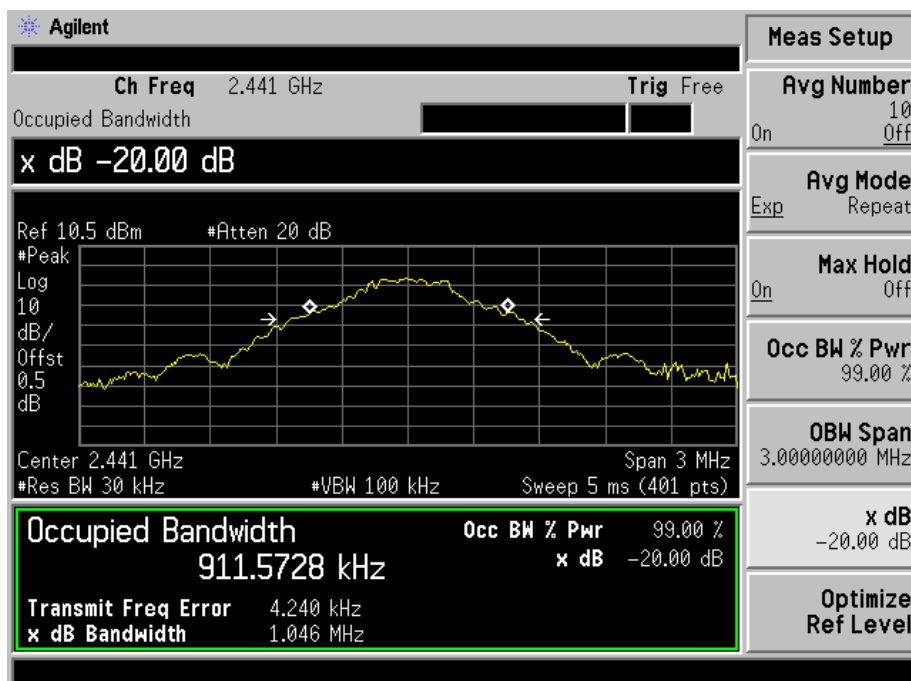 Agilent
Ch Freq 2.441 GHz Trig Free
Occupied Bandwidth
x dB -20.00 dB
Ref 10.5 dBm #Atten 20 dB
#Peak
Log
10
dB/
Offst
0.5
dB
Center 2.441 GHz Span 3 MHz
#Res BW 30 kHz #VBW 100 kHz Sweep 5 ms (401 pts)
Occupied Bandwidth Occ BW % Pwr 99.00 %
911.5728 kHz x dB -20.00 dB
Transmit Freq Error 4.240 kHz
x dB Bandwidth 1.046 MHz
Meas Setup
Avg Number
10
On Off
Avg Mode
Exp Repeat
Max Hold
On Off
Occ BW % Pwr
99.00 %
OBW Span
3.00000000 MHz
x dB
-20.00 dB
Optimize
Ref Level